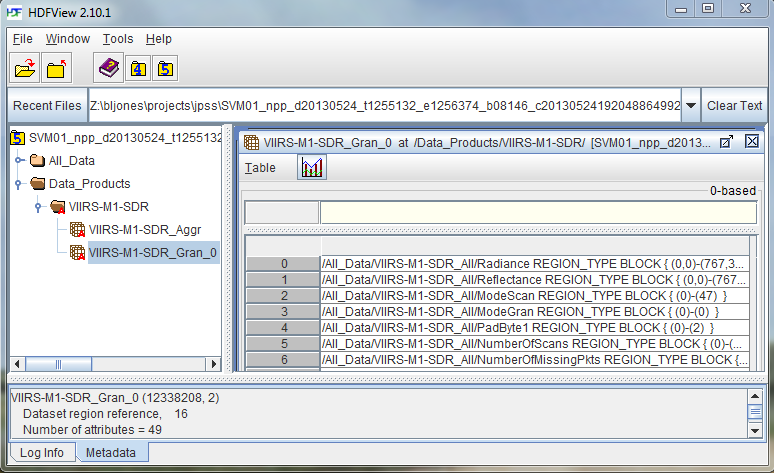 HDFView 2.10.1
File Window Tools Help
4 5
Recent Files Z:\bljones\projects\jpss\SVM01_npp_d20130524_t1255132_e1256374_b08146_c20130524192048864992 Clear Text
5 SVM01_npp_d20130524_t1255132
All_Data
Data_Products
VIIRS-M1-SDR
VIIRS-M1-SDR_Aggr
VIIRS-M1-SDR_Gran_0
VIIRS-M1-SDR_Gran_0 at /Data_Products/VIIRS-M1-SDR/ [SVM01_npp_d2013...
Table
0-based
0 /All_Data/VIIRS-M1-SDR_All/Radiance REGION_TYPE BLOCK { (0,0)-(767,3...
1 /All_Data/VIIRS-M1-SDR_All/Reflectance REGION_TYPE BLOCK { (0,0)-(767...
2 /All_Data/VIIRS-M1-SDR_All/ModeScan REGION_TYPE BLOCK { (0)-(47) }
3 /All_Data/VIIRS-M1-SDR_All/ModeGran REGION_TYPE BLOCK { (0)-(0) }
4 /All_Data/VIIRS-M1-SDR_All/PadByte1 REGION_TYPE BLOCK { (0)-(2) }
5 /All_Data/VIIRS-M1-SDR_All/NumberOfScans REGION_TYPE BLOCK { (0)-(...
6 /All_Data/VIIRS-M1-SDR_All/NumberOfMissingPkts REGION_TYPE BLOCK {...
VIIRS-M1-SDR_Gran_0 (12338208, 2)
Dataset region reference, 16
Number of attributes = 49
Log Info Metadata